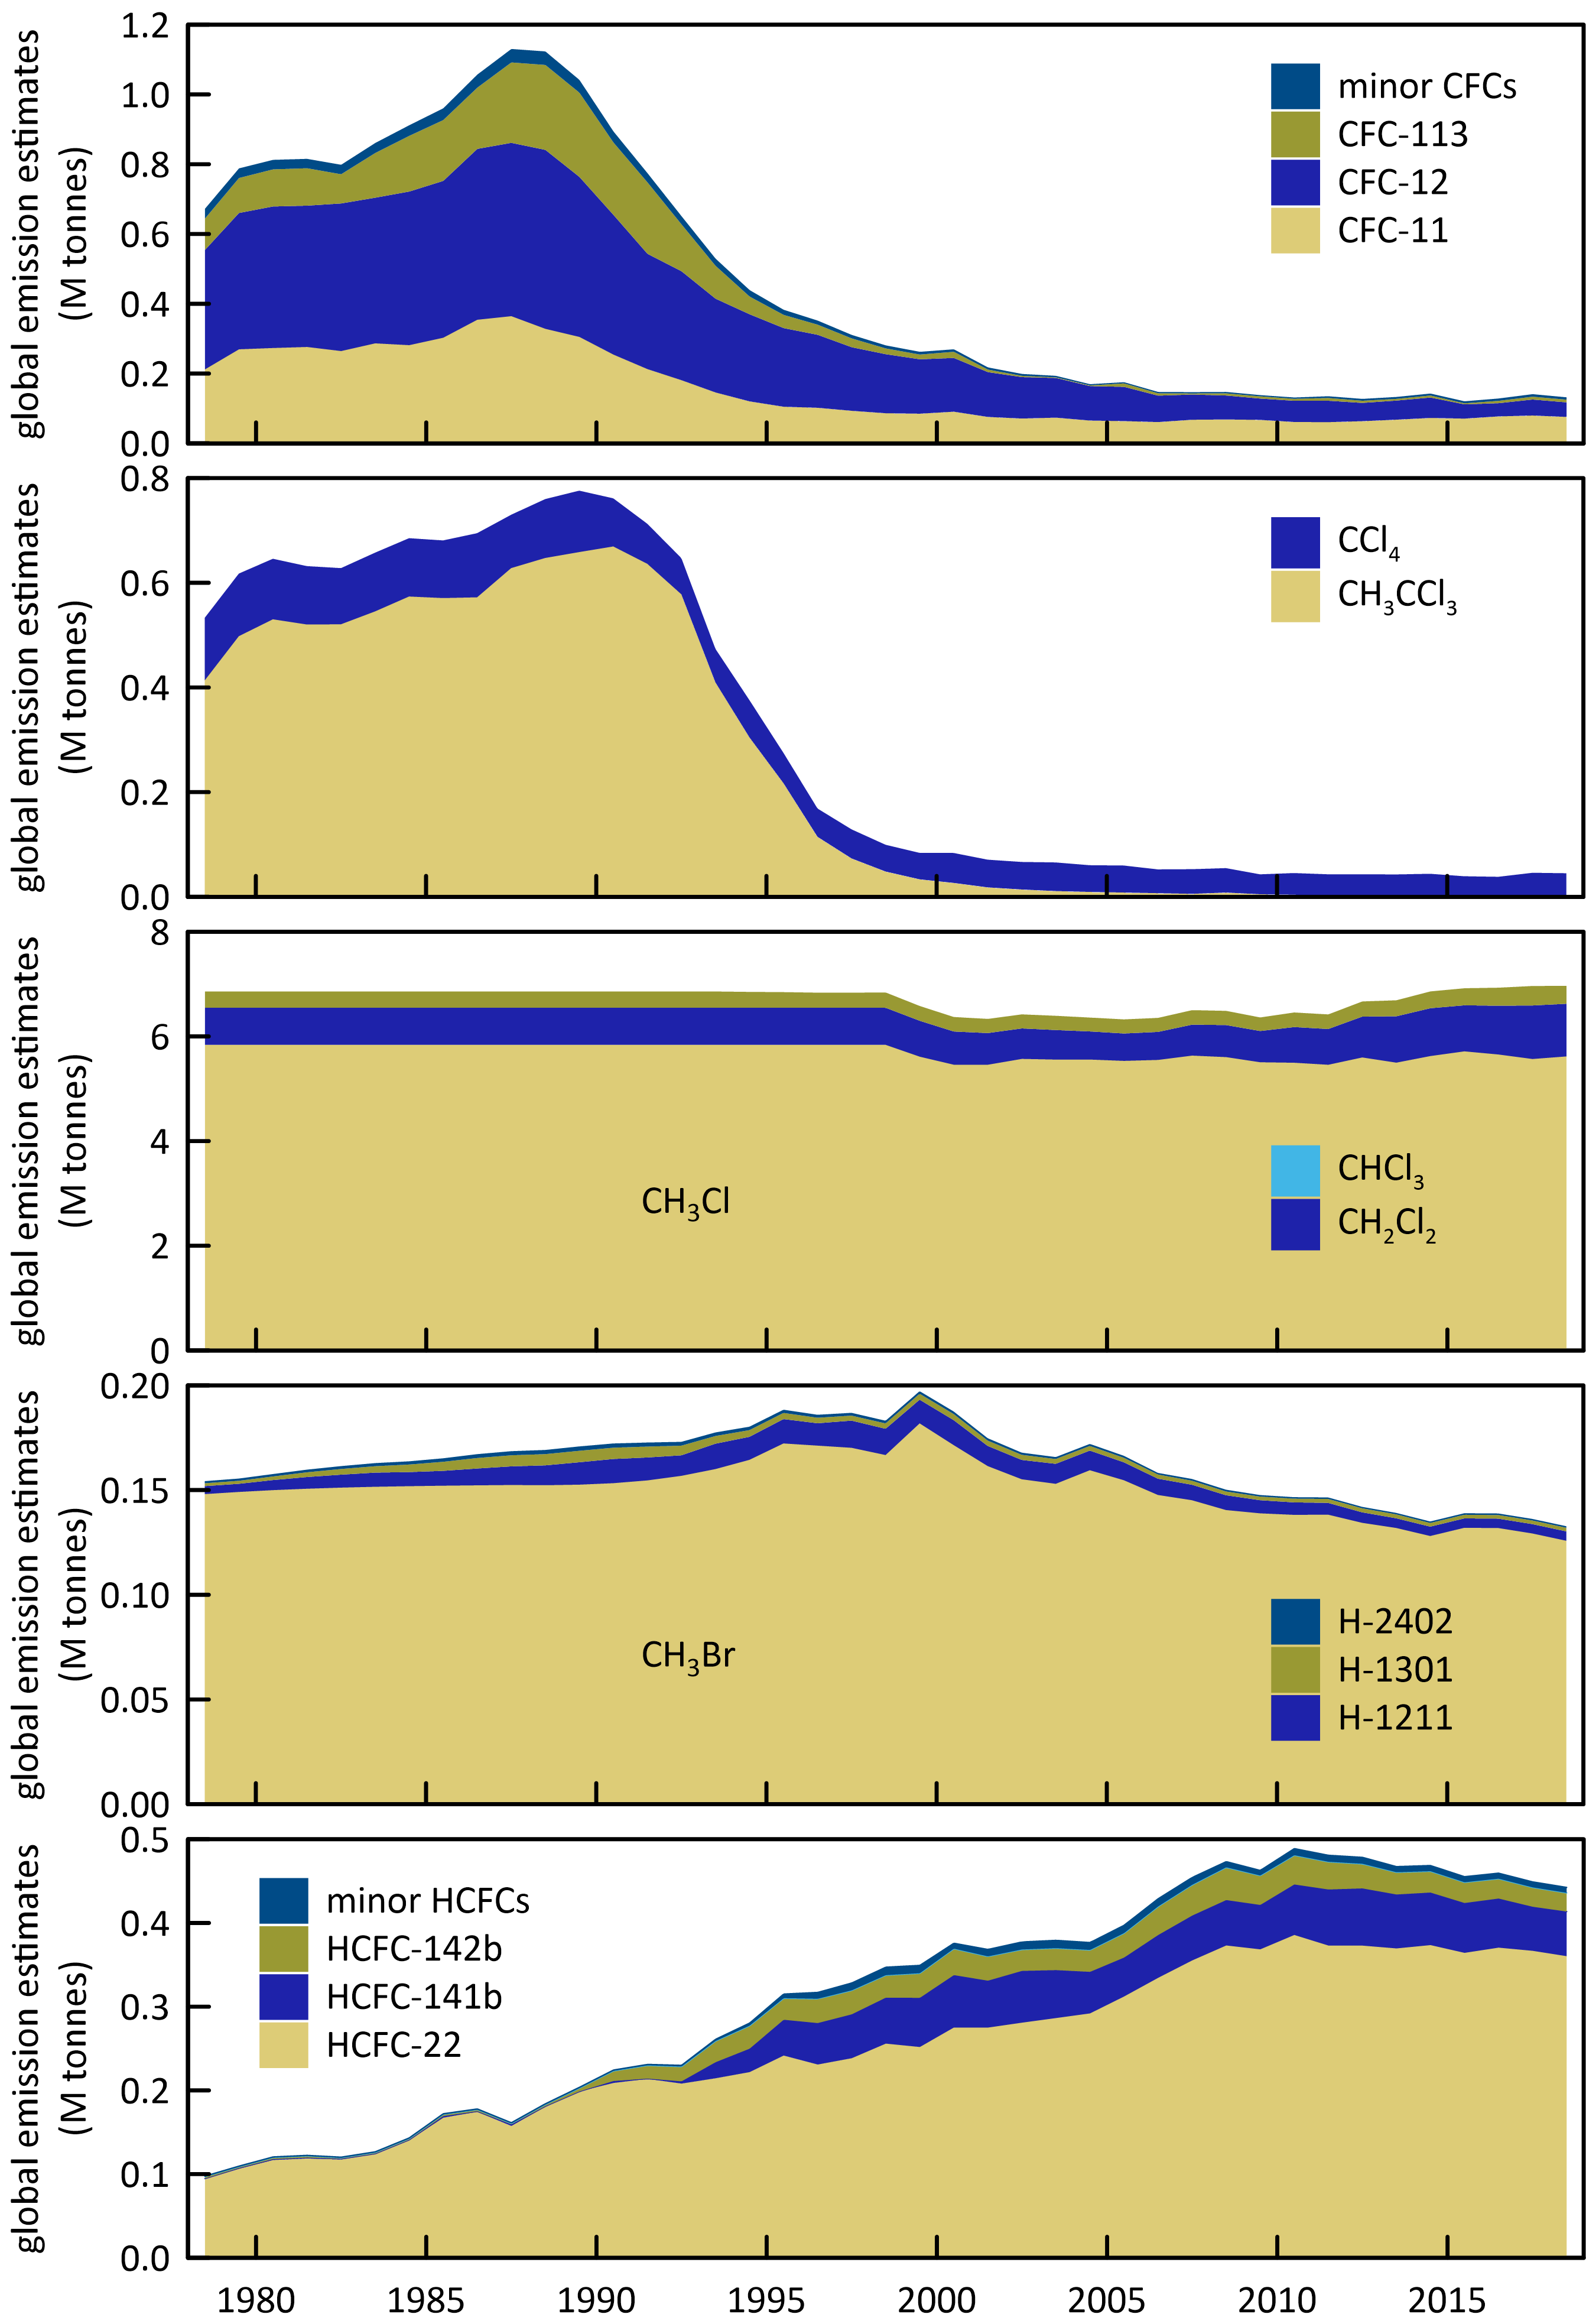 global emission estimates
(M tonnes)
1.2
1.0
0.8
0.6
0.4
0.2
0.0
minor CFCs
CFC-113
CFC-12
CFC-11
global emission estimates
(M tonnes)
0.8
0.6
0.4
0.2
0.0
CCl₄
CH₃CCl₃
global emission estimates
(M tonnes)
8
6
4
2
0
CH₃Cl
CHCl₃
CH₂Cl₂
global emission estimates
(M tonnes)
0.20
0.15
0.10
0.05
0.00
CH₃Br
H-2402
H-1301
H-1211
global emission estimates
(M tonnes)
0.5
0.4
0.3
0.2
0.1
0.0
minor HCFCs
HCFC-142b
HCFC-141b
HCFC-22
1980 1985 1990 1995 2000 2005 2010 2015